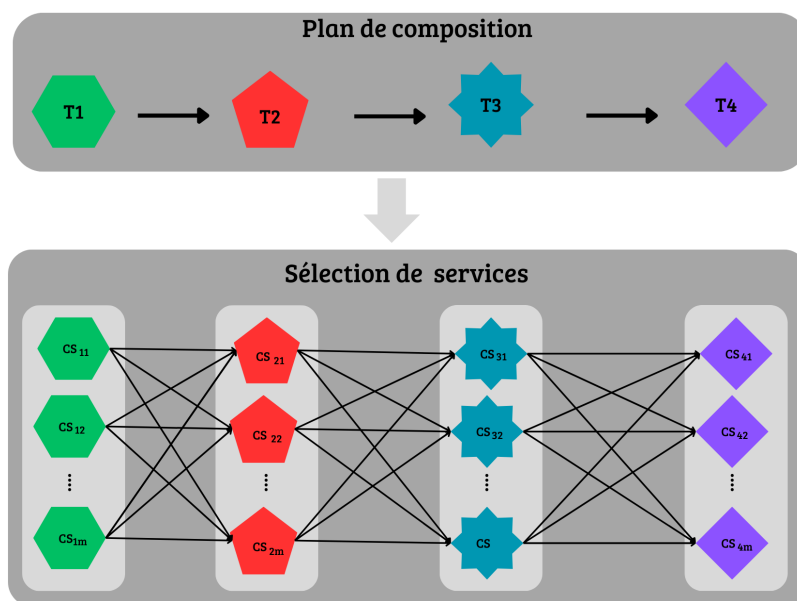 Plan de composition
T1
T2
T3
T4
Sélection de services
CS 11
CS 21
CS 31
CS 41
CS 12
CS 22
CS 32
CS 42
CS1m
CS 2m
CS
CS 4m